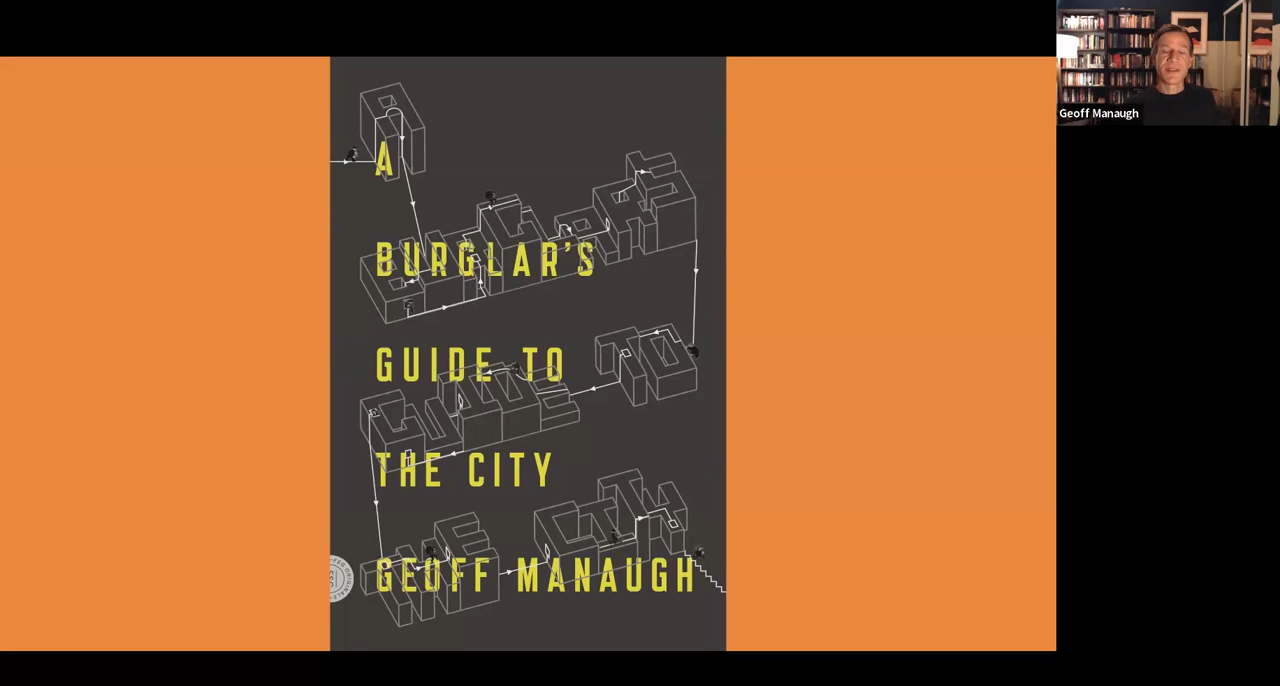 A
BURGLAR'S
GUIDE TO
THE CITY
GEOFF MANAUGH
Geoff Manaugh